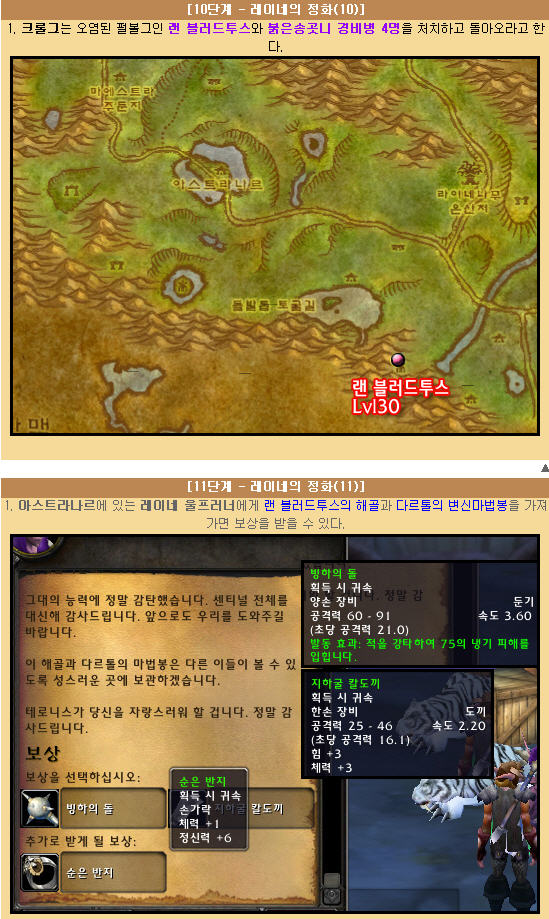 [10단계 - 레이네의 정화(10)]
1. 크롤그는 오염된 펄볼그인 랜 블러드투스와 붉은송곳니 경비병 4명을 처치하고 돌아오라고 한
다.
마에스트라
주둔지
아스트라나르
라이네나무
은신처
돌발톱-토굴길
랜 블러드투스
Lvl30
▲
[11단계 - 레이네의 정화(11)]
1. 아스트라나르에 있는 레이네 울프러너에게 랜 블러드투스의 해골과 다르톨의 변신마법봉을 가져
가면 보상을 받을 수 있다.
그대의 능력에 정말 감탄했습니다. 센티널 전체를
대신해 감사드립니다. 앞으로도 우리를 도와주길
바랍니다.
이 해골과 다르톨의 마법봉은 다른 이들이 볼 수 있
도록 성스러운 곳에 보관하겠습니다.
테로니스가 당신을 자랑스러워 할 겁니다. 정말 감
사드립니다.
보상
보상을 선택하십시오:
빙하의 돌
지하굴 칼도끼
추가로 받게 될 보상:
순은 반지
순은 반지
획득 시 귀속
손가락
체력 +1
정신력 +6
빙하의 돌
획득 시 귀속
양손 장비 둔기
공격력 60 - 91 속도 3.60
(초당 공격력 21.0)
발동 효과: 적을 강타하여 75의 냉기 피해를
입힙니다.
지하굴 칼도끼
획득 시 귀속
한손 장비 도끼
공격력 25 - 46 속도 2.20
(초당 공격력 16.1)
힘 +3
체력 +3